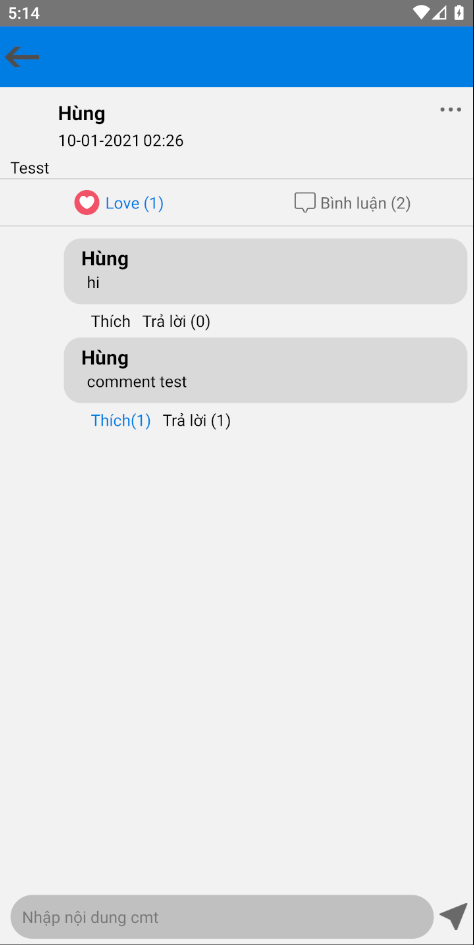 5:14
Hùng
10-01-2021 02:26
Tesst
Love (1) Bình luận (2)
Hùng
hi
Thích Trả lời (0)
Hùng
comment test
Thích(1) Trả lời (1)
Nhập nội dung cmt